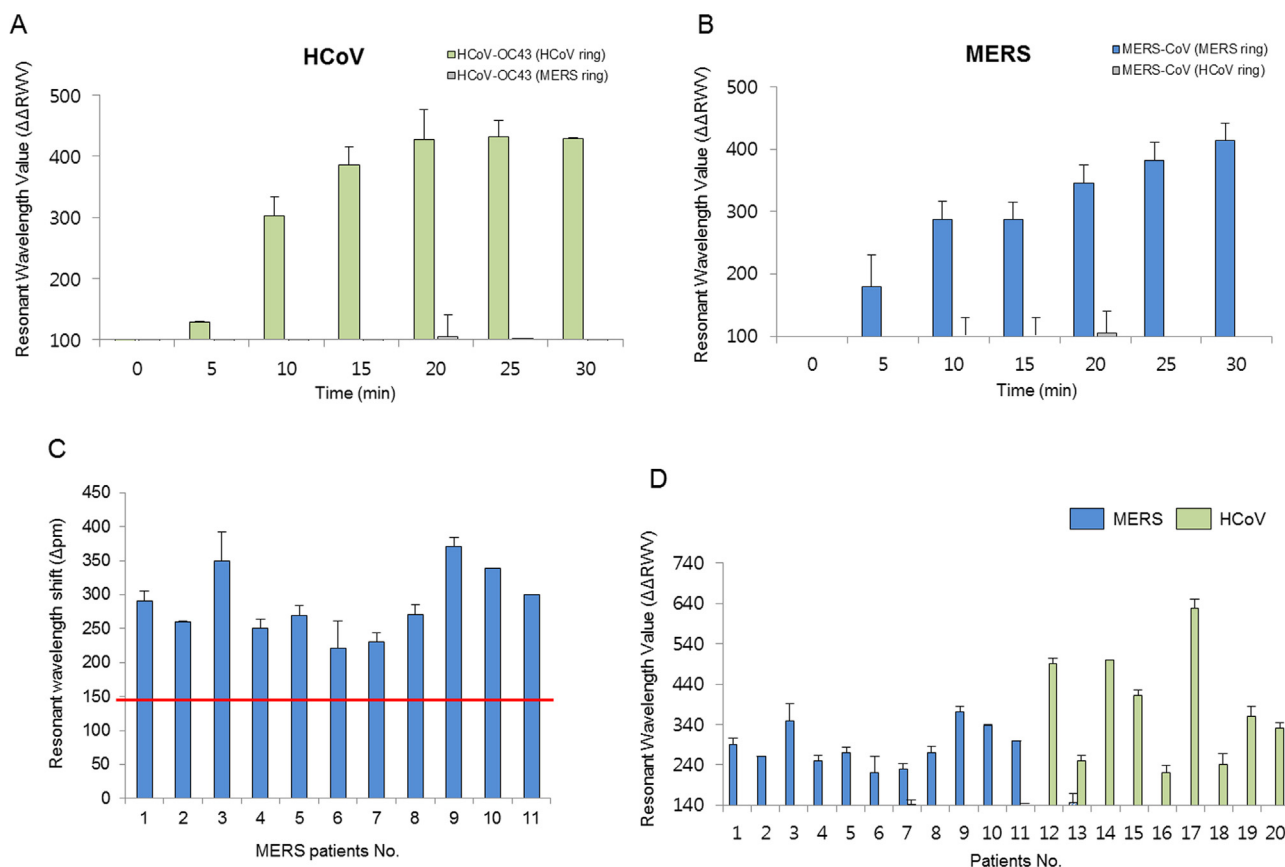 A
HCoV
HCoV-OC43 (HCoV ring)
HCoV-OC43 (MERS ring)
Resonant Wavelength Value (ΔΔRWV)
500
400
300
200
100
0 5 10 15 20 25 30
Time (min)
B
MERS
MERS-CoV (MERS ring)
MERS-CoV (HCoV ring)
Resonant Wavelength Value (ΔΔRWV)
500
400
300
200
100
0 5 10 15 20 25 30
Time (min)
C
Resonant wavelength shift (Δpm)
450
400
350
300
250
200
150
100
50
0
1 2 3 4 5 6 7 8 9 10 11
MERS patients No.
D
MERS HCoV
Resonant Wavelength Value (ΔΔRWV)
740
640
540
440
340
240
140
1 2 3 4 5 6 7 8 9 10 11 12 13 14 15 16 17 18 19 20
Patients No.